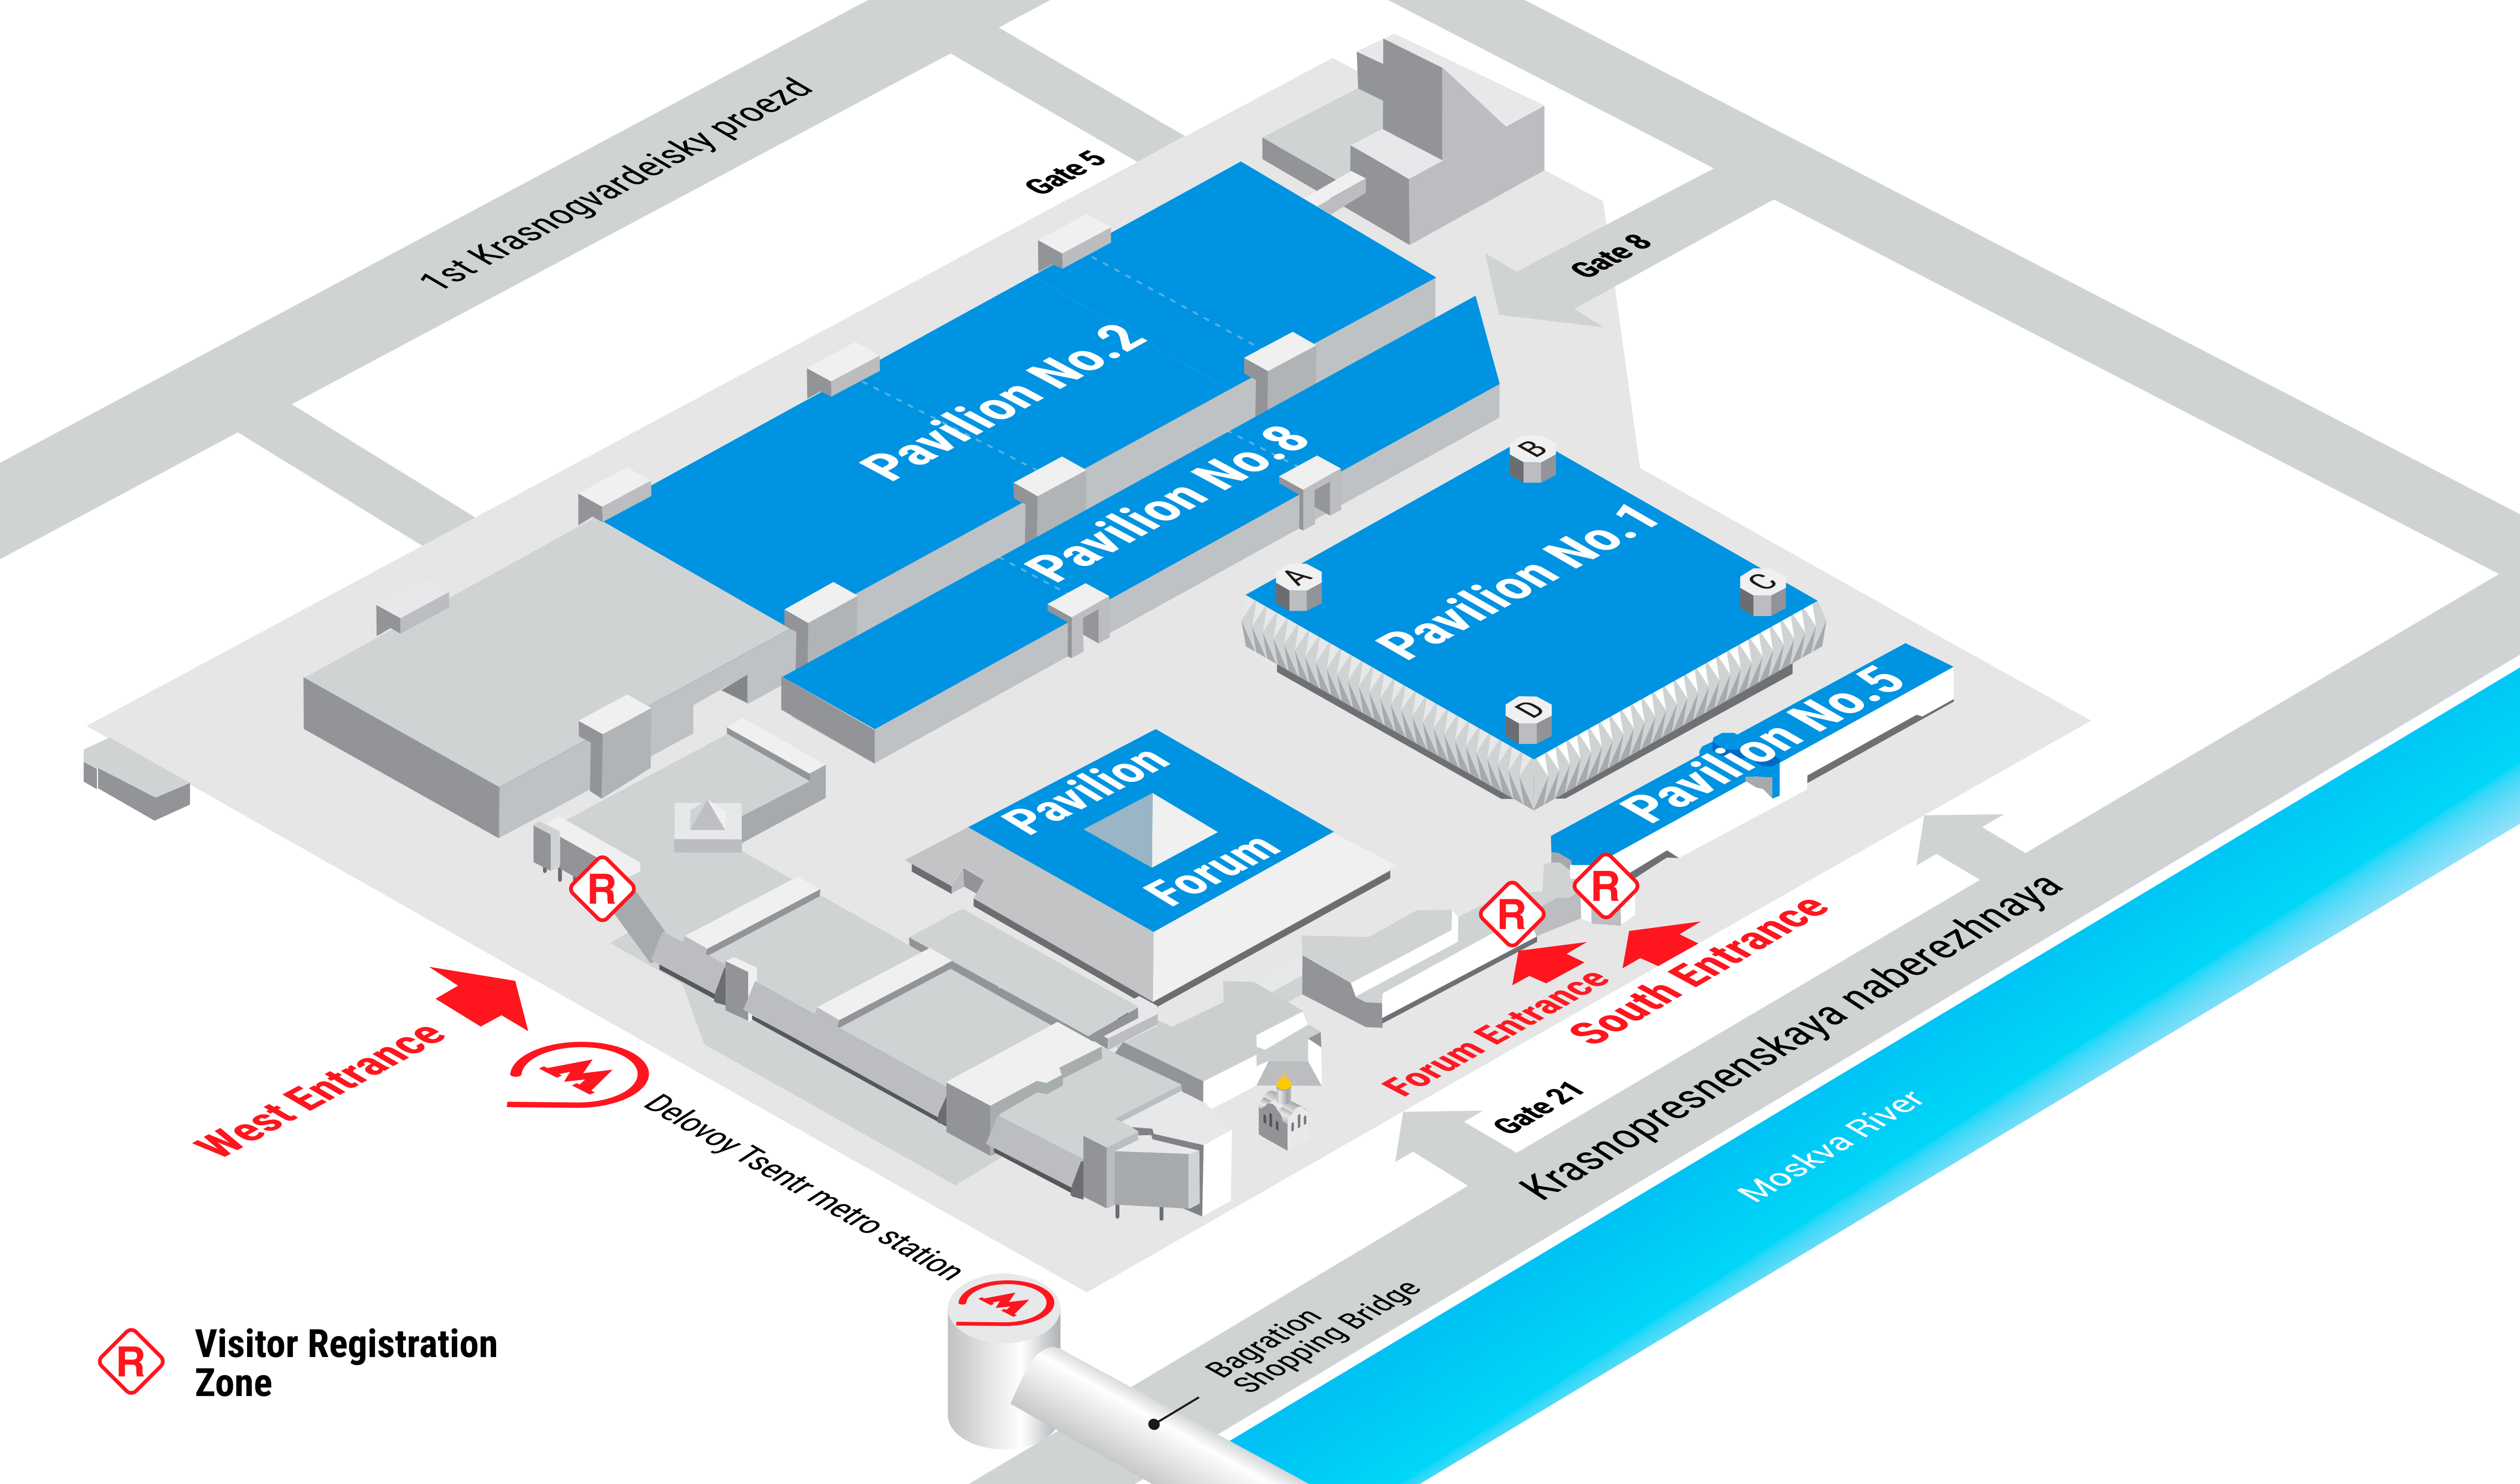 1st Krasnogvardeisky proezd
Gate 5
Gate 8
Pavilion No.2
Pavilion No.8
B
A
Pavilion No.1
C
D
Pavilion No.5
Pavilion
Forum
R
R
R
West Entrance
M
Delovoy Tsentr metro station
M
Forum Entrance
South Entrance
Gate 21
Krasnopresnenskaya naberezhnaya
Moskva River
Bagration
Shopping Bridge
R
Visitor Registration
Zone